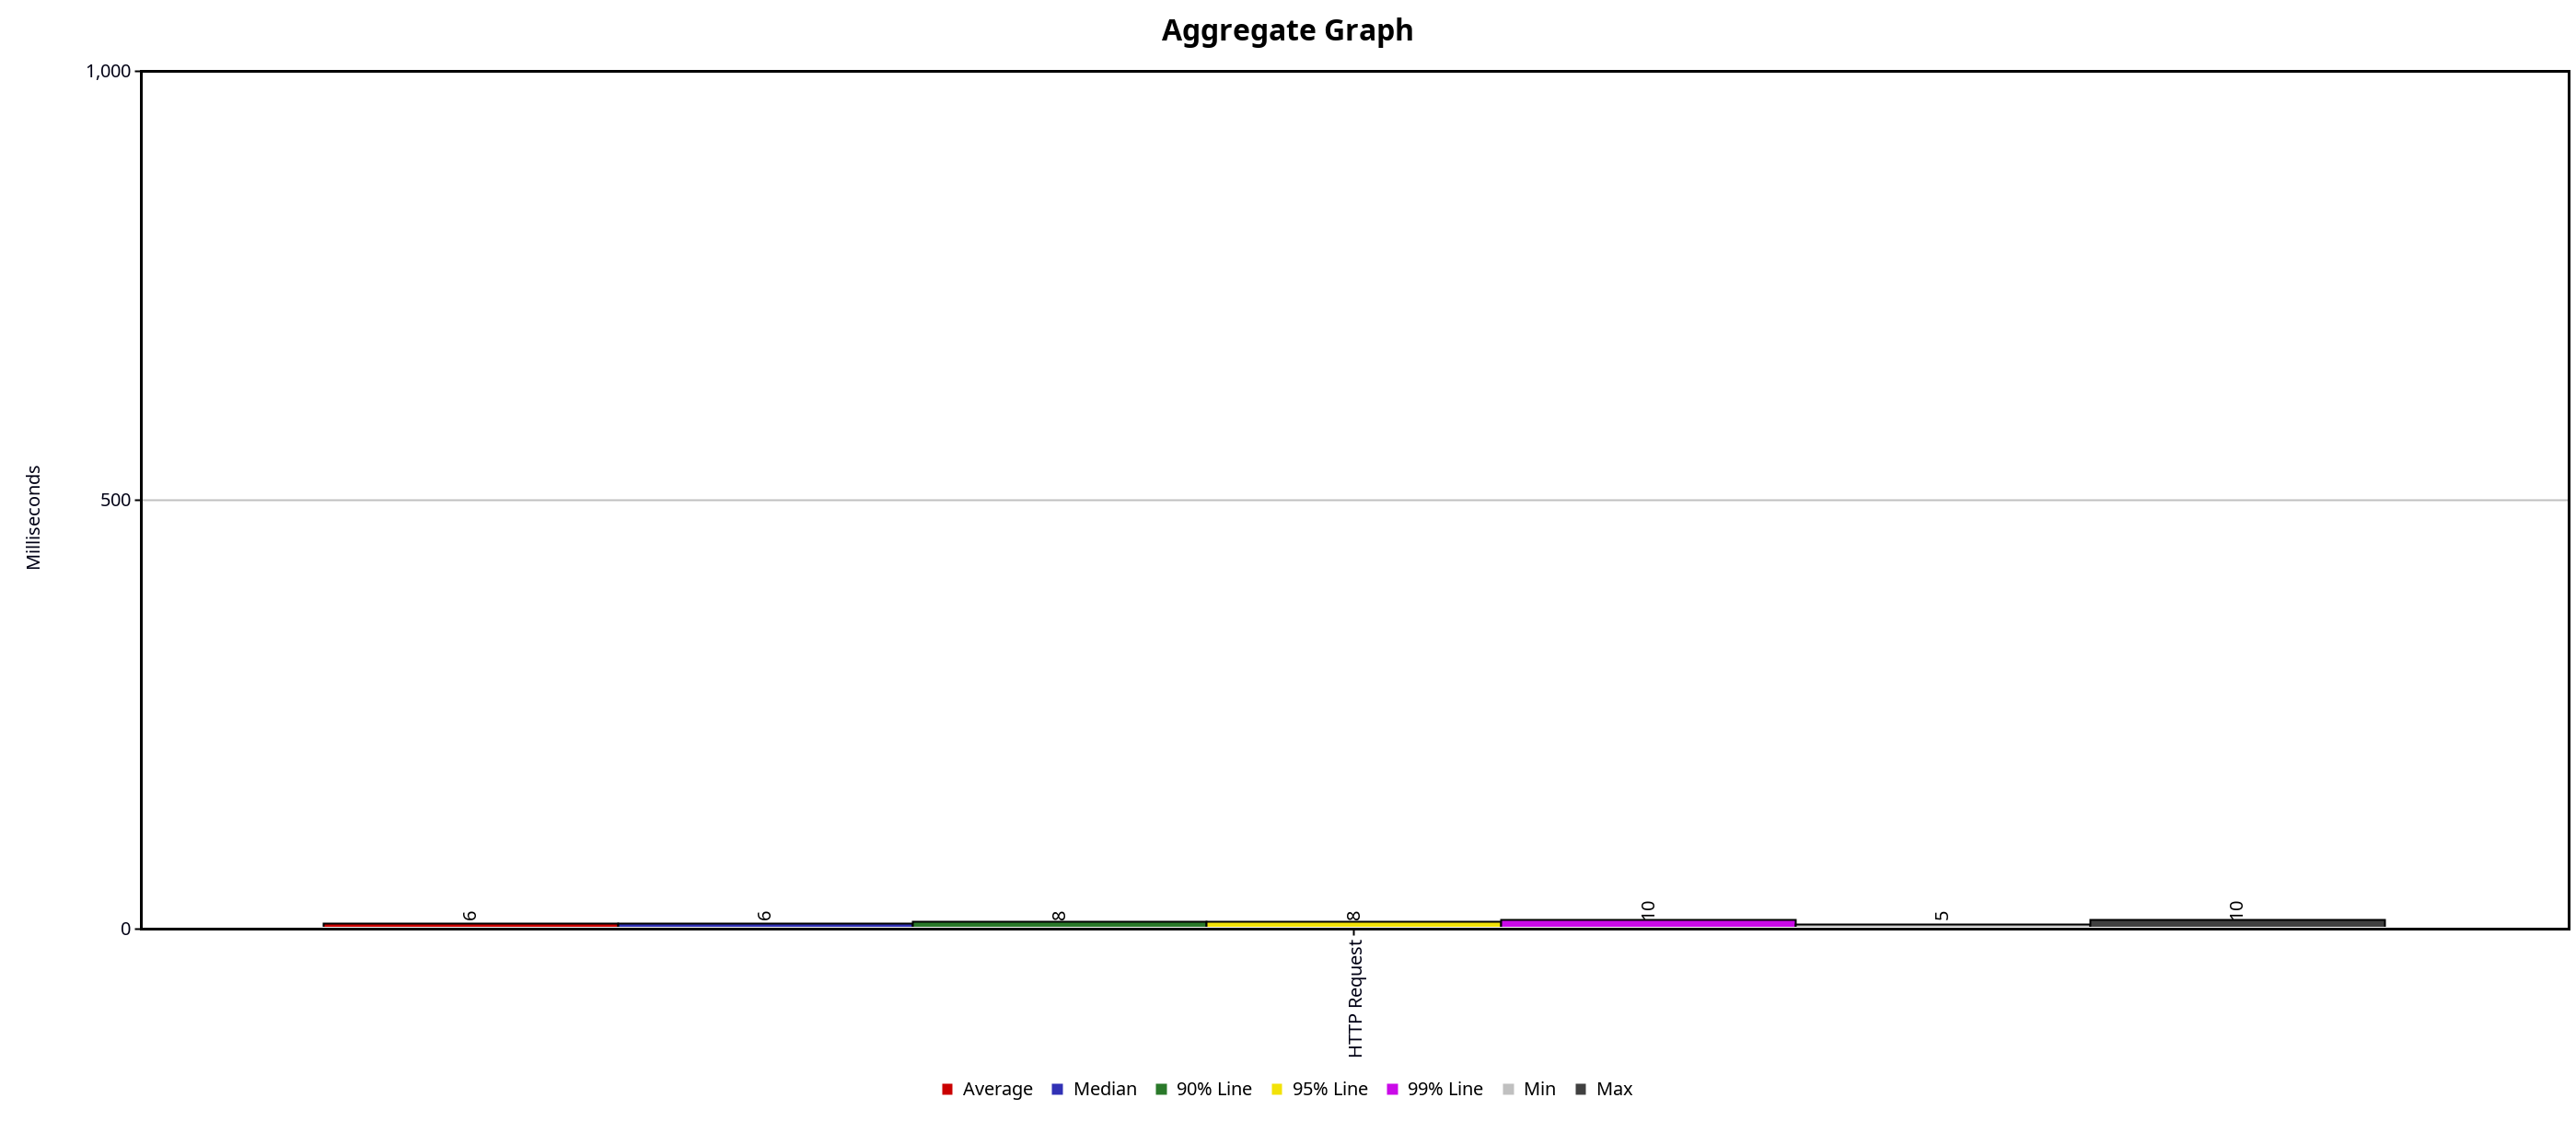 Aggregate Graph
1,000
500
0
Milliseconds
6
6
8
8
10
5
10
HTTP Request
Average Median 90% Line 95% Line 99% Line Min Max